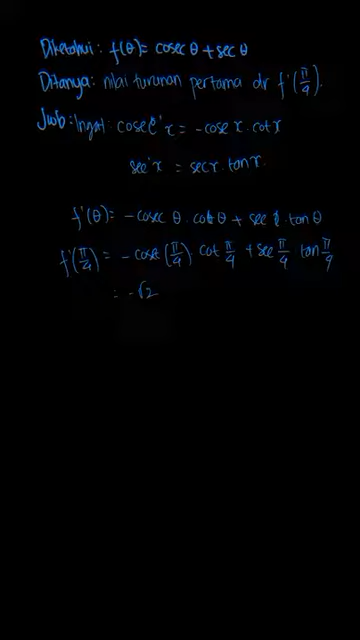 Diketahui: f(θ) = cosec θ + sec θ
Ditanya: nilai turunan pertama dr f'(π/4).
Jwb: Ingat: cosec'x = -cosec x . cot x
sec'x = sec x . tan x.
f'(θ) = -cosec θ . cot θ + sec θ . tan θ
f'(π/4) = -cosec (π/4) cot π/4 + sec π/4 tan π/4
= -√2